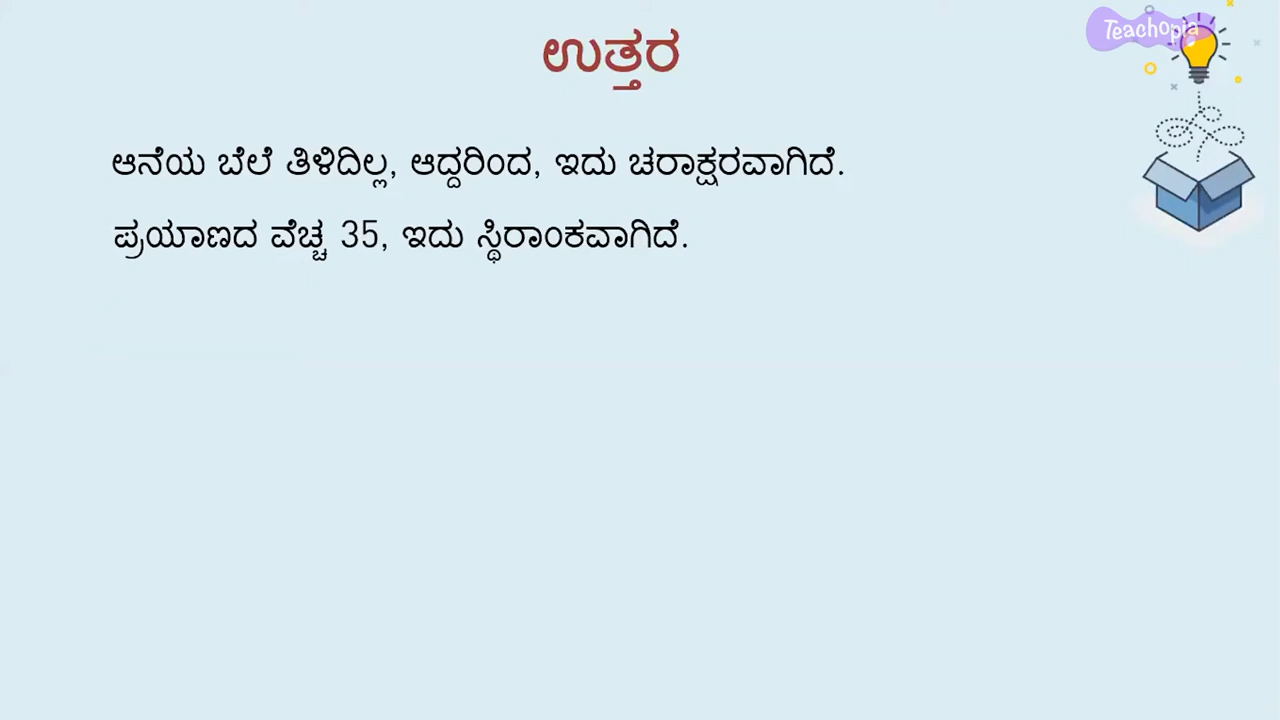 Teachopia
ಉತ್ತರ
ಆನೆಯ ಬೆಲೆ ತಿಳಿದಿಲ್ಲ, ಆದ್ದರಿಂದ, ಇದು ಚರಾಕ್ಷರವಾಗಿದೆ.
ಪ್ರಯಾಣದ ವೆಚ್ಚ 35, ಇದು ಸ್ಥಿರಾಂಕವಾಗಿದೆ.